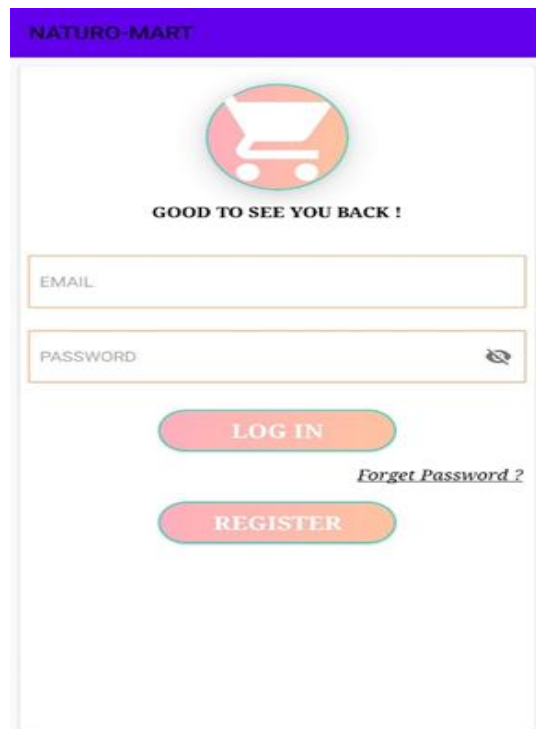 NATURO-MART
GOOD TO SEE YOU BACK !
EMAIL
PASSWORD
LOG IN
Forget Password ?
REGISTER